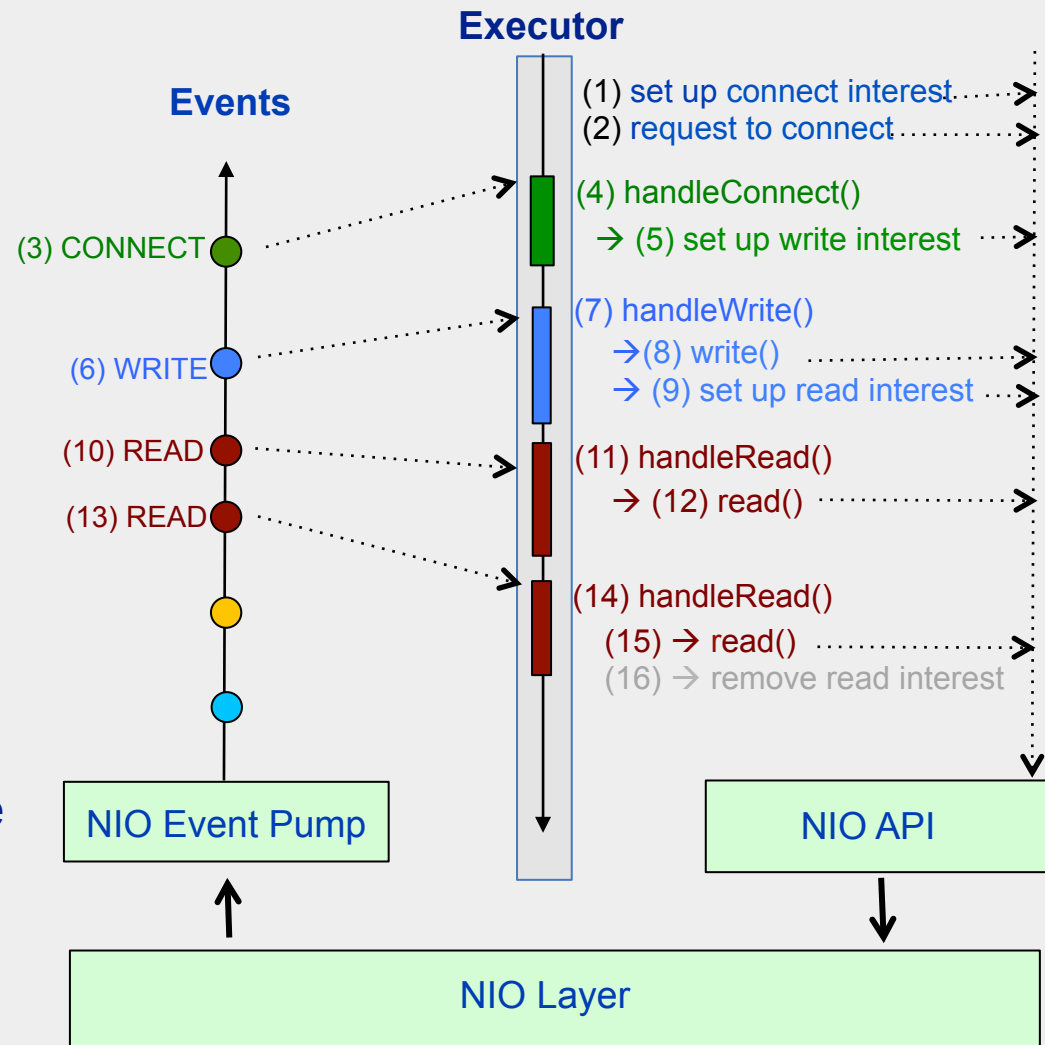 Executor
Events
(1) set up connect interest
(2) request to connect
(3) CONNECT
(4) handleConnect()
→ (5) set up write interest
(6) WRITE
(7) handleWrite()
→(8) write()
→ (9) set up read interest
(10) READ
(11) handleRead()
→ (12) read()
(13) READ
(14) handleRead()
(15) → read()
(16) → remove read interest
e
NIO Event Pump
NIO API
NIO Layer